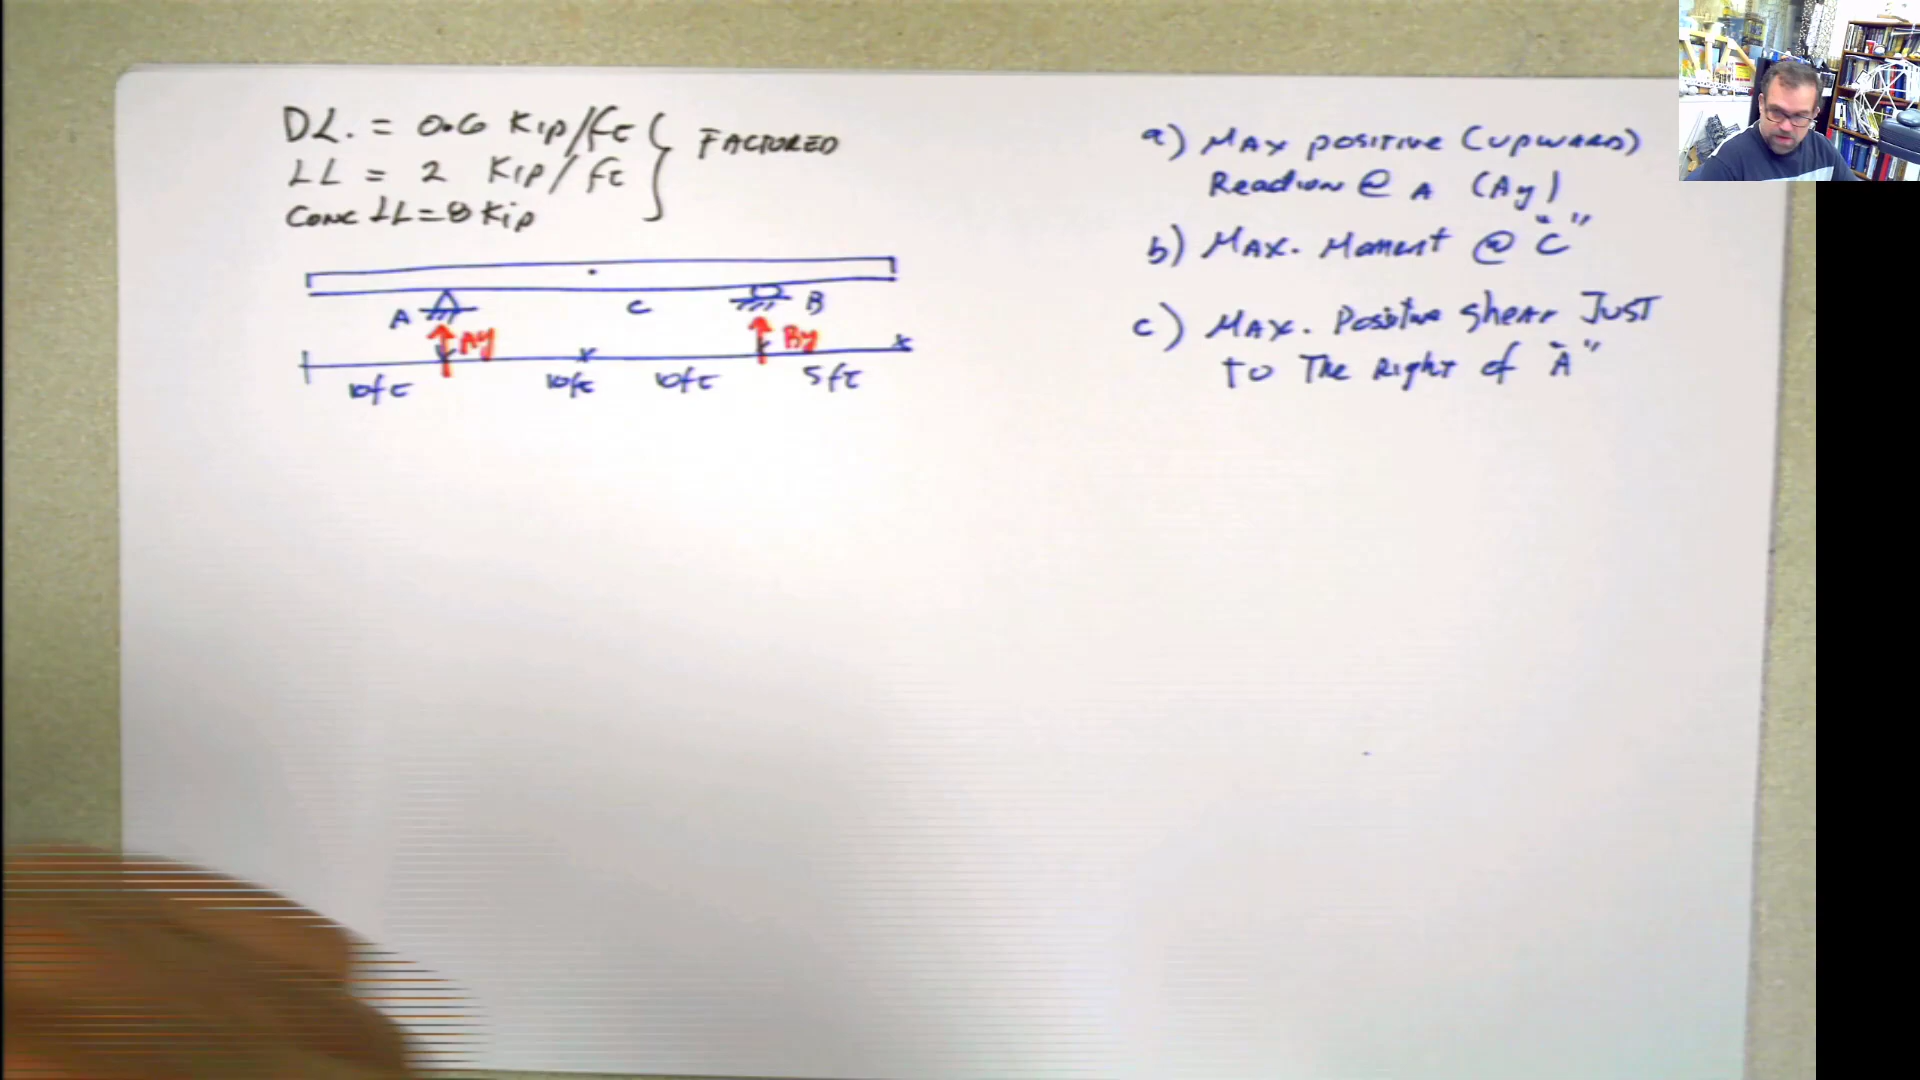 DL. = 0.6 Kip/ft
LL = 2 Kip/ft
CONC LL = 8 Kip
} FACTORED
A C B
Ay By
10ft 10ft 10ft 5ft
a) MAX positive (UPWARD)
Reaction @ A (Ay)
b) MAX. Moment @ "C"
c) MAX. Positive Shear JUST
to The Right of "A"